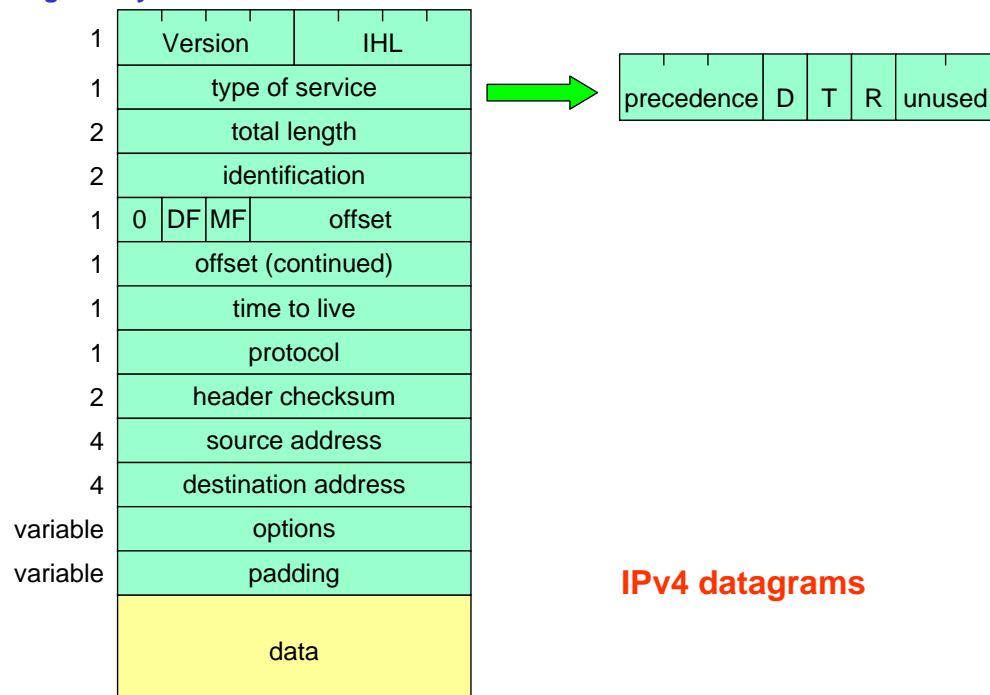 1 Version IHL
1 type of service
precedence D T R unused
2 total length
2 identification
1 0 DF MF offset
1 offset (continued)
1 time to live
1 protocol
2 header checksum
4 source address
4 destination address
variable options
variable padding
IPv4 datagrams
data